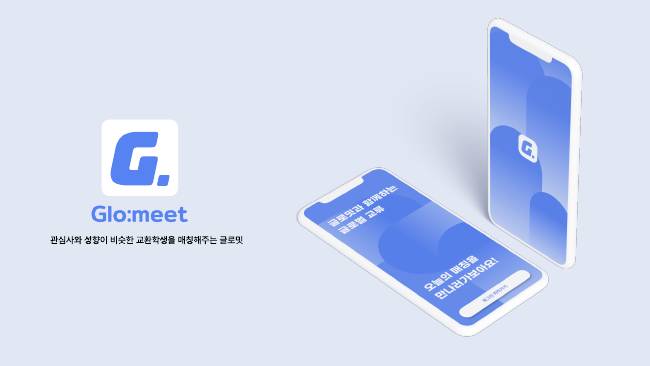 G.
Glo:meet
관심사와 성향이 비슷한 교환학생을 매칭해주는 글로밋
글로밋과 함께하는
글로벌 교류
오늘의 매칭을
만나러가보아요!
G.